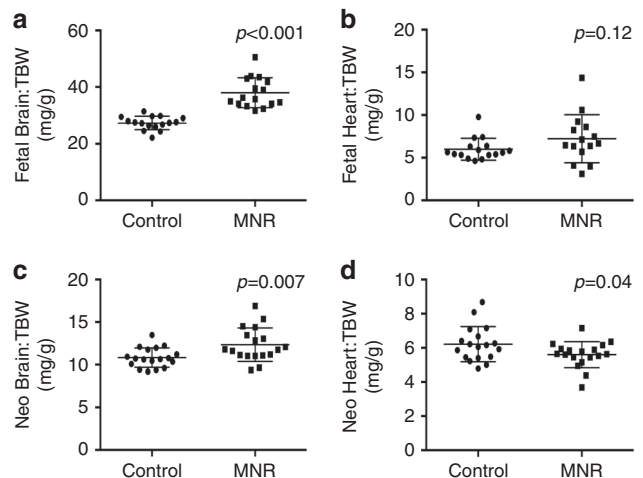 a
p<0.001
Fetal Brain:TBW
(mg/g)
60
40
20
0
Control
MNR
b
p=0.12
Fetal Heart:TBW
(mg/g)
20
15
10
5
0
Control
MNR
c
p=0.007
Neo Brain:TBW
(mg/g)
20
15
10
5
0
Control
MNR
d
p=0.04
Neo Heart:TBW
(mg/g)
10
8
6
4
2
0
Control
MNR